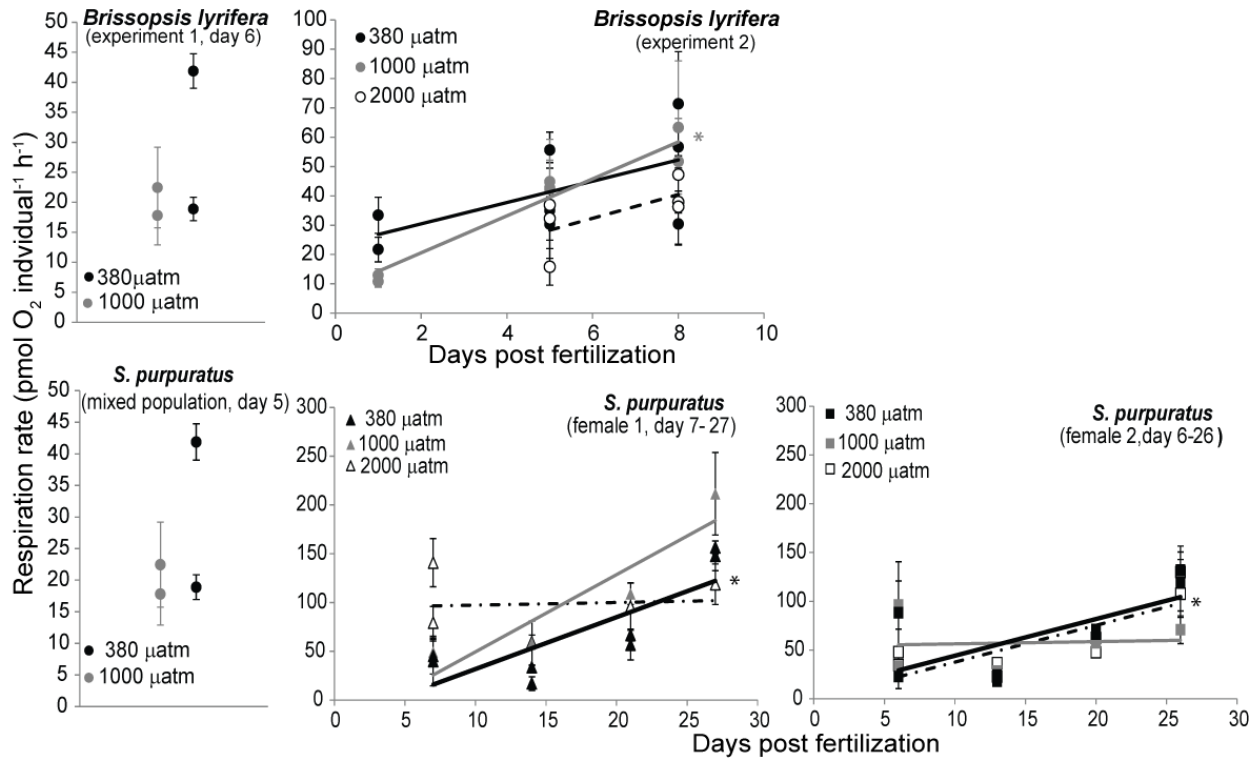 Respiration rate (pmol O2 indvidual-1 h-1)
Brissopsis lyrifera
(experiment 1, day 6)
50
45
40
35
30
25
20
15
10
5
0
380µatm
1000 µatm
Brissopsis lyrifera
(experiment 2)
380 µatm
1000 µatm
2000 µatm
100
90
80
70
60
50
40
30
20
10
0
*
0 2 4 6 8 10
Days post fertilization
S. purpuratus
(mixed population, day 5)
50
45
40
35
30
25
20
15
10
5
0
380 µatm
1000 µatm
S. purpuratus
(female 1, day 7- 27)
380 µatm
1000 µatm
2000 µatm
300
250
200
150
100
50
0
*
0 5 10 15 20 25 30
S. purpuratus
(female 2,day 6-26 )
380 µatm
1000 µatm
2000 µatm
300
250
200
150
100
50
0
*
0 5 10 15 20 25 30
Days post fertilization